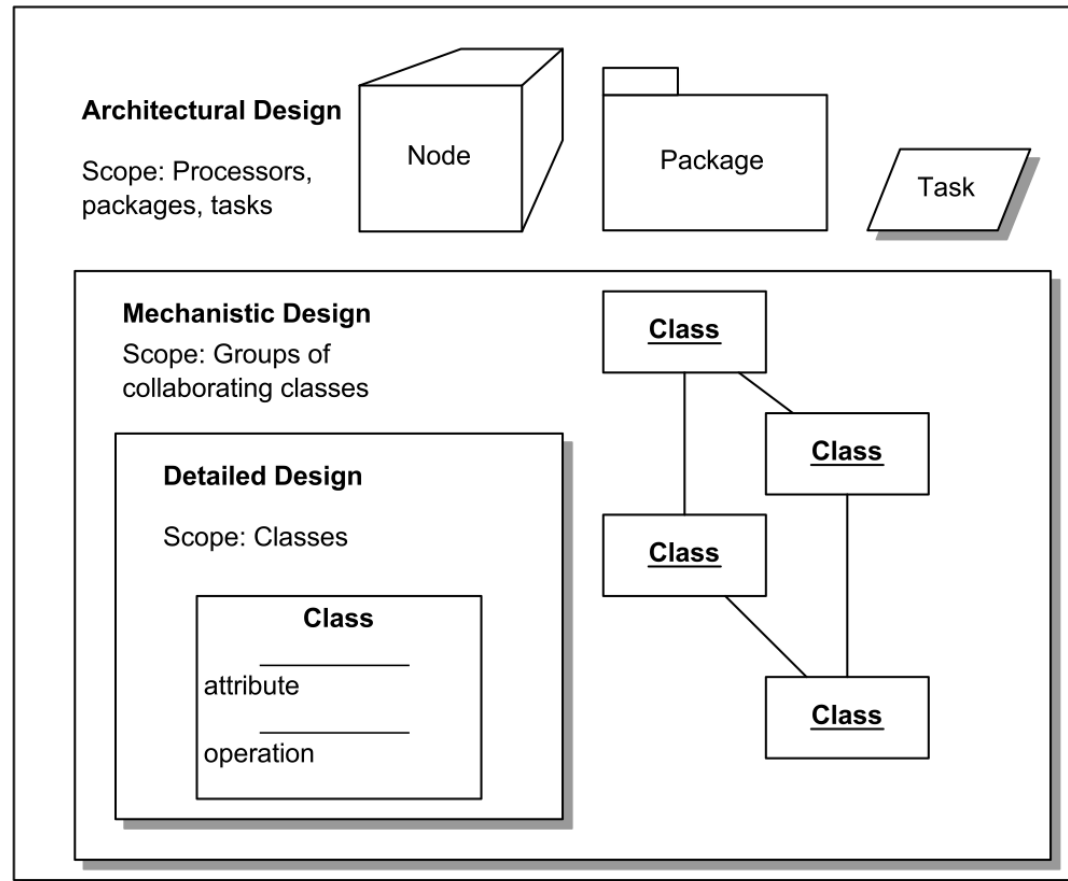 Architectural Design
Scope: Processors,
packages, tasks
Node
Package
Task
Mechanistic Design
Scope: Groups of
collaborating classes
Class
Class
Class
Class
Detailed Design
Scope: Classes
Class
attribute
operation